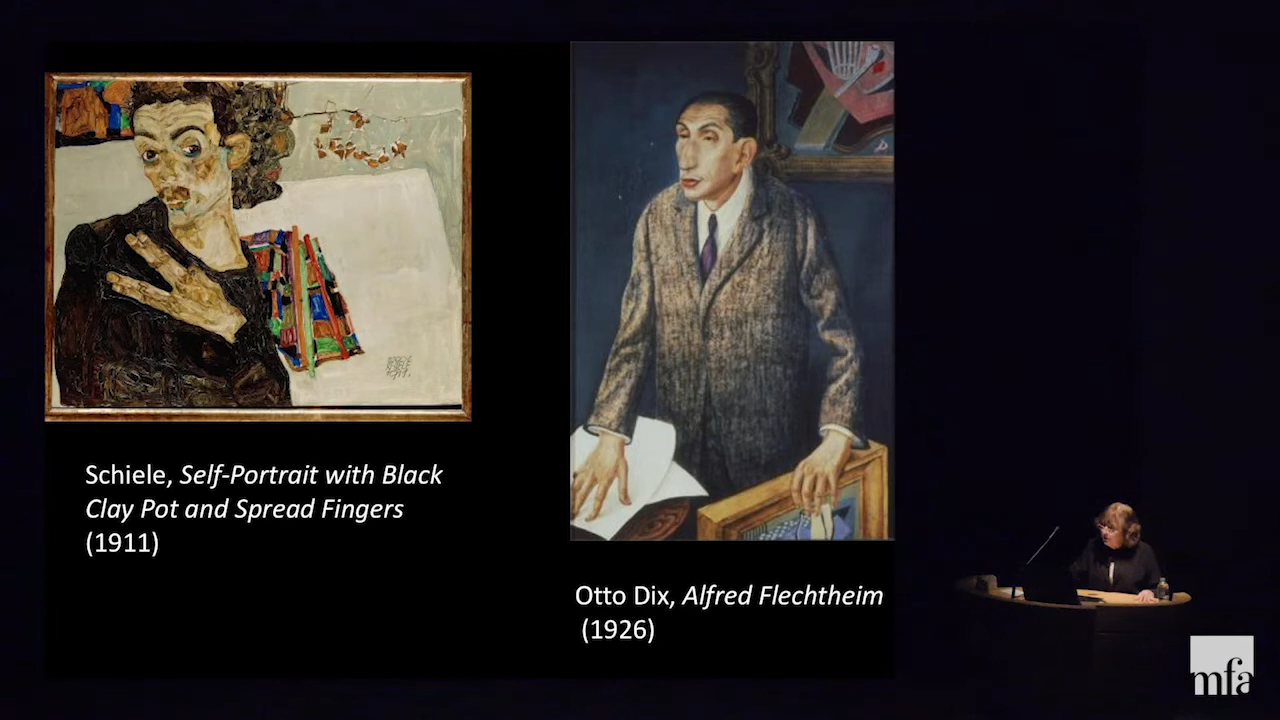 Schiele, Self-Portrait with Black
Clay Pot and Spread Fingers
(1911)
Otto Dix, Alfred Flechtheim
(1926)
mfa